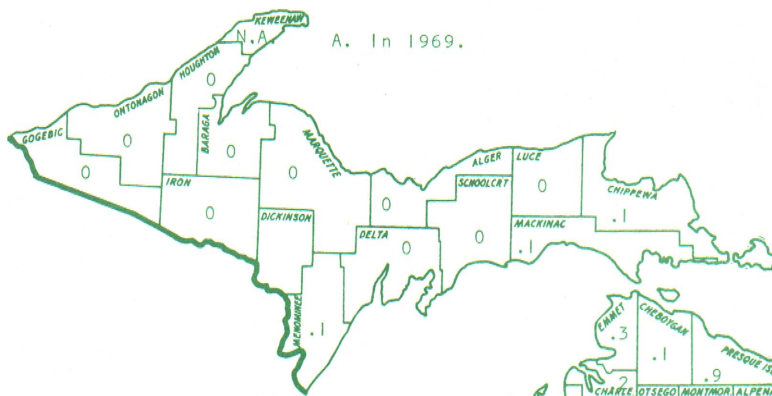 KEWEENAW
N.A.
A. In 1969.
HOUGHTON
0
ONTONAGON
0
GOGEBIC
0
BARAGA
0
MARQUETTE
0
IRON
0
DICKINSON
ALGER
0
LUCE
0
SCHOOLCRT
0
CHIPPEWA
.1
MACKINAC
.1
DELTA
0
MENOMINEE
.1
EMMET
.3
CHEBOYGAN
.1
PRESQUE ISL
.9
CHARLE
.2
OTSEGO
MONTMOR
ALPENA